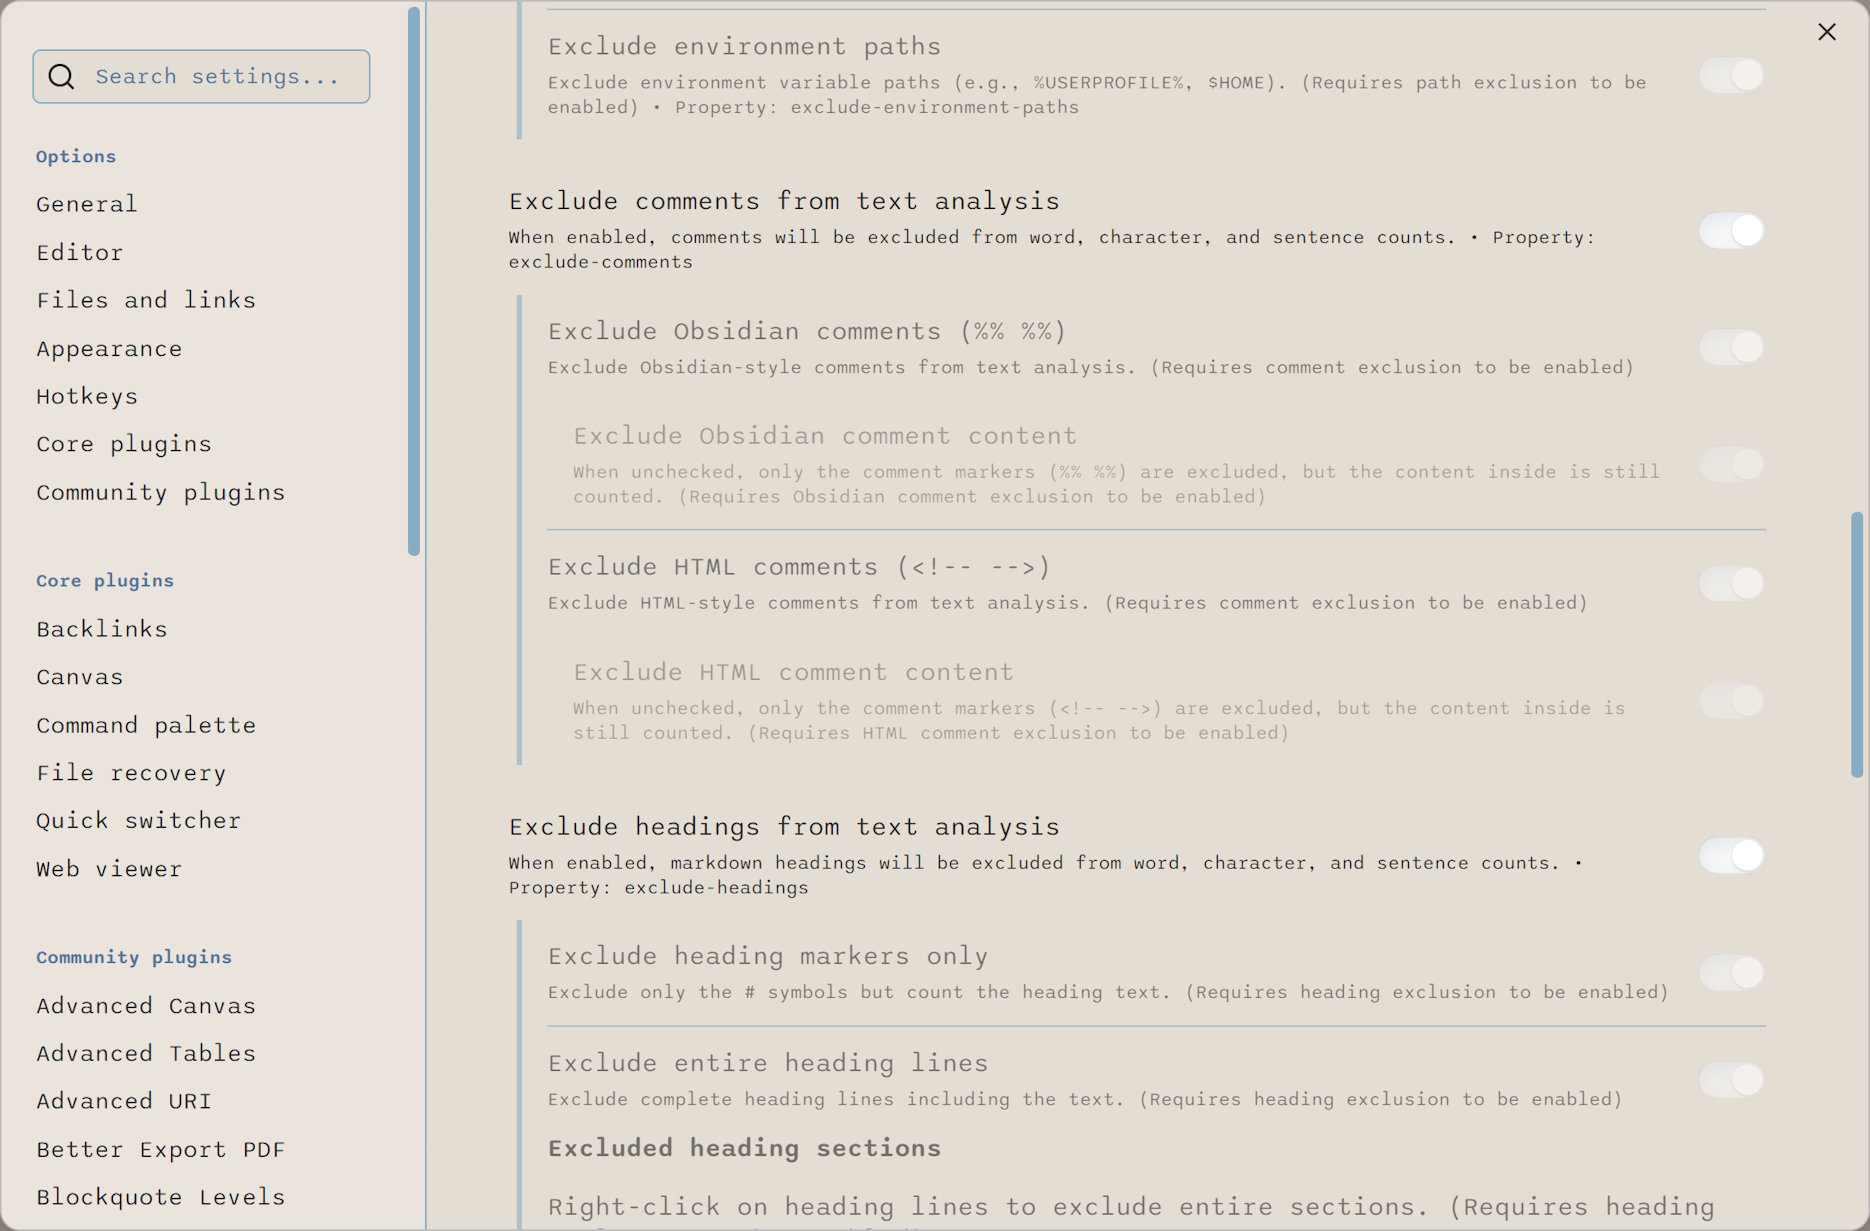 Search settings...
Options
General
Editor
Files and links
Appearance
Hotkeys
Core plugins
Community plugins
Core plugins
Backlinks
Canvas
Command palette
File recovery
Quick switcher
Web viewer
Community plugins
Advanced Canvas
Advanced Tables
Advanced URI
Better Export PDF
Blockquote Levels
Exclude environment paths
Exclude environment variable paths (e.g., %USERPROFILE%, $HOME). (Requires path exclusion to be
enabled) • Property: exclude-environment-paths
Exclude comments from text analysis
When enabled, comments will be excluded from word, character, and sentence counts. • Property:
exclude-comments
Exclude Obsidian comments (%% %%)
Exclude Obsidian-style comments from text analysis. (Requires comment exclusion to be enabled)
Exclude Obsidian comment content
When unchecked, only the comment markers (%% %%) are excluded, but the content inside is still
counted. (Requires Obsidian comment exclusion to be enabled)
Exclude HTML comments (<!-- -->)
Exclude HTML-style comments from text analysis. (Requires comment exclusion to be enabled)
Exclude HTML comment content
When unchecked, only the comment markers (<!-- -->) are excluded, but the content inside is
still counted. (Requires HTML comment exclusion to be enabled)
Exclude headings from text analysis
When enabled, markdown headings will be excluded from word, character, and sentence counts. •
Property: exclude-headings
Exclude heading markers only
Exclude only the # symbols but count the heading text. (Requires heading exclusion to be enabled)
Exclude entire heading lines
Exclude complete heading lines including the text. (Requires heading exclusion to be enabled)
Excluded heading sections
Right-click on heading lines to exclude entire sections. (Requires heading